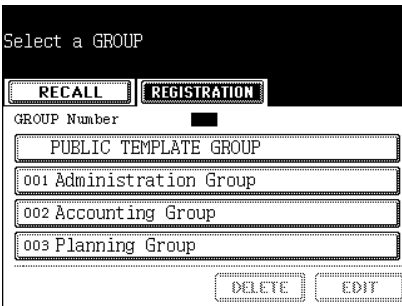 Select a GROUP
RECALL REGISTRATION
GROUP Number
PUBLIC TEMPLATE GROUP
001 Administration Group
002 Accounting Group
003 Planning Group
DELETE EDIT